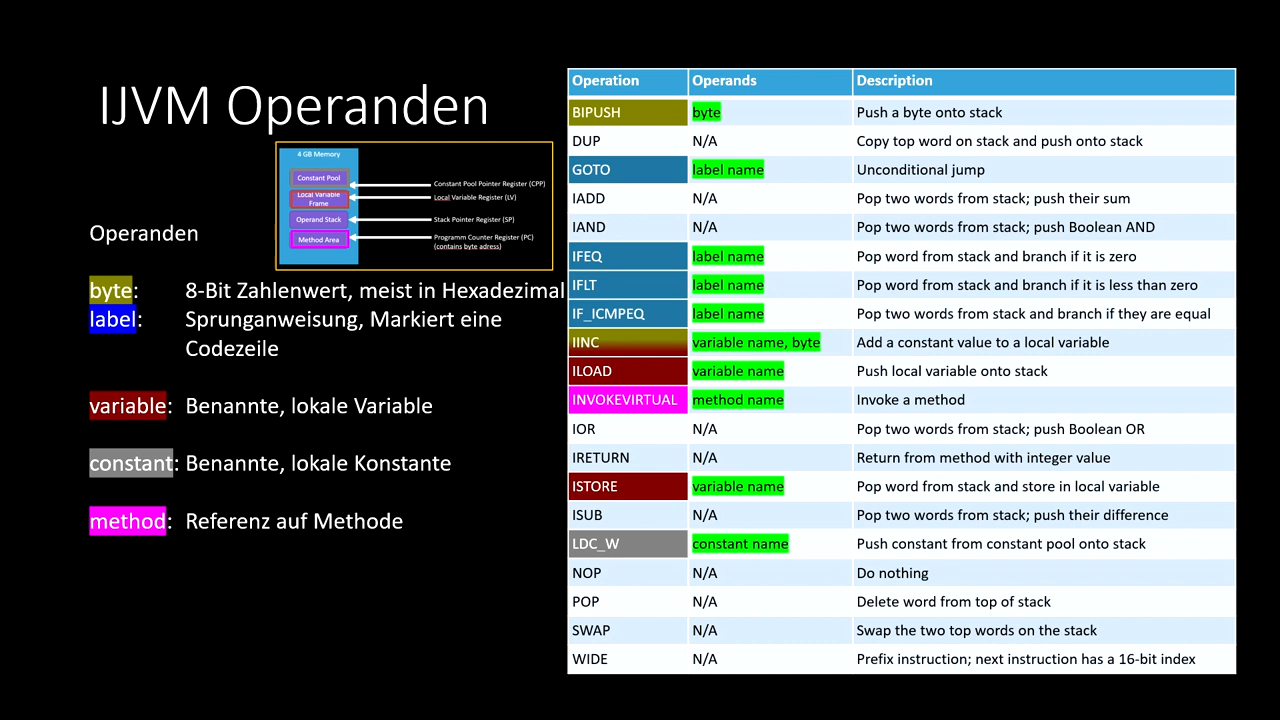 IJVM Operanden
4 GB Memory
Constant Pool
Local Variable
Frame
Operand Stack
Method Area
Constant Pool Pointer Register (CPP)
Local Variable Register (LV)
Stack Pointer Register (SP)
Programm Counter Register (PC)
(contains byte adress)
Operanden
byte: 8-Bit Zahlenwert, meist in Hexadezimal
label: Sprunganweisung, Markiert eine
Codezeile
variable: Benannte, lokale Variable
constant: Benannte, lokale Konstante
method: Referenz auf Methode
Operation Operands Description
BIPUSH byte Push a byte onto stack
DUP N/A Copy top word on stack and push onto stack
GOTO label name Unconditional jump
IADD N/A Pop two words from stack; push their sum
IAND N/A Pop two words from stack; push Boolean AND
IFEQ label name Pop word from stack and branch if it is zero
IFLT label name Pop word from stack and branch if it is less than zero
IF_ICMPEQ label name Pop two words from stack and branch if they are equal
IINC variable name, byte Add a constant value to a local variable
ILOAD variable name Push local variable onto stack
INVOKEVIRTUAL method name Invoke a method
IOR N/A Pop two words from stack; push Boolean OR
IRETURN N/A Return from method with integer value
ISTORE variable name Pop word from stack and store in local variable
ISUB N/A Pop two words from stack; push their difference
LDC_W constant name Push constant from constant pool onto stack
NOP N/A Do nothing
POP N/A Delete word from top of stack
SWAP N/A Swap the two top words on the stack
WIDE N/A Prefix instruction; next instruction has a 16-bit index